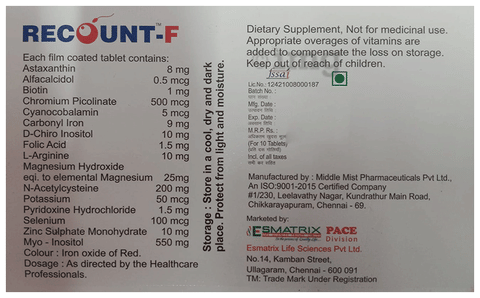 RECOUNT-F™
Each film coated tablet contains:
Astaxanthin 8 mg
Alfacalcidol 0.5 mcg
Biotin 1 mg
Chromium Picolinate 500 mcg
Cyanocobalamin 5 mcg
Carbonyl Iron 9 mg
D-Chiro Inositol 10 mg
Folic Acid 1.5 mg
L-Arginine 10 mg
Magnesium Hydroxide
eqi. to elemental Magnesium 25mg
N-Acetylcysteine 200 mg
Potassium 50 mcg
Pyridoxine Hydrochloride 1.5 mg
Selenium 100 mcg
Zinc Sulphate Monohydrate 10 mg
Myo - Inositol 550 mg
Colour : Iron oxide of Red.
Dosage : As directed by the Healthcare
Professionals.
Storage : Store in a cool, dry and dark
place. Protect from light and moisture.
Dietary Supplement, Not for medicinal use.
Appropriate overages of vitamins are
added to compensate the loss on storage.
Keep out of reach of children.
fssai
Lic.No.: 12421008000187
Batch No. :
Mfg. Date :
Exp. Date :
M.R.P. Rs. :
(For 10 Tablets)
Incl. of all taxes
Manufactured by : Middle Mist Pharmaceuticals Pvt Ltd.,
An ISO:9001-2015 Certified Company
#1/230, Leelavathy Nagar, Kundrathur Main Road,
Chikkarayapuram, Chennai - 69.
Marketed by:
ESMATRIX PACE
Division
Esmatrix Life Sciences Pvt Ltd.
No.14, Kamban Street,
Ullagaram, Chennai - 600 091
TM: Trade Mark Under Registration